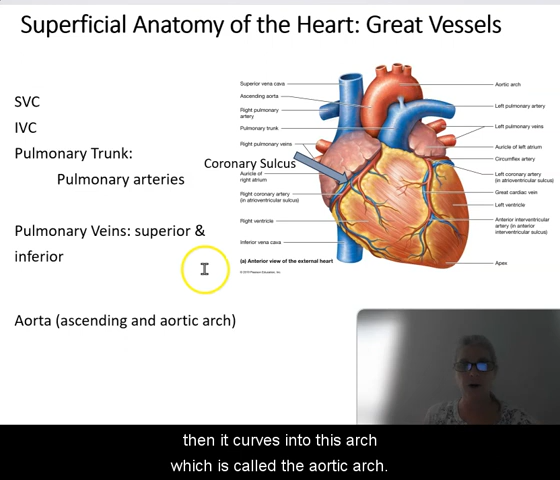 Superficial Anatomy of the Heart: Great Vessels
SVC
IVC
Pulmonary Trunk:
Pulmonary arteries
Pulmonary Veins: superior &
inferior
Aorta (ascending and aortic arch)
Coronary Sulcus
Superior vena cava
Ascending aorta
Right pulmonary
artery
Pulmonary trunk
Right pulmonary
veins
Auricle of
right atrium
Right coronary artery
(in atrioventricular sulcus)
Right ventricle
Inferior vena cava
(a) Anterior view of the external heart
Aortic arch
Left pulmonary artery
Left pulmonary veins
Auricle of left atrium
Circumflex artery
Left coronary artery
(in atrioventricular sulcus)
Great cardiac vein
Left ventricle
Anterior interventricular
artery (in anterior
interventricular sulcus)
Apex
then it curves into this arch
which is called the aortic arch.